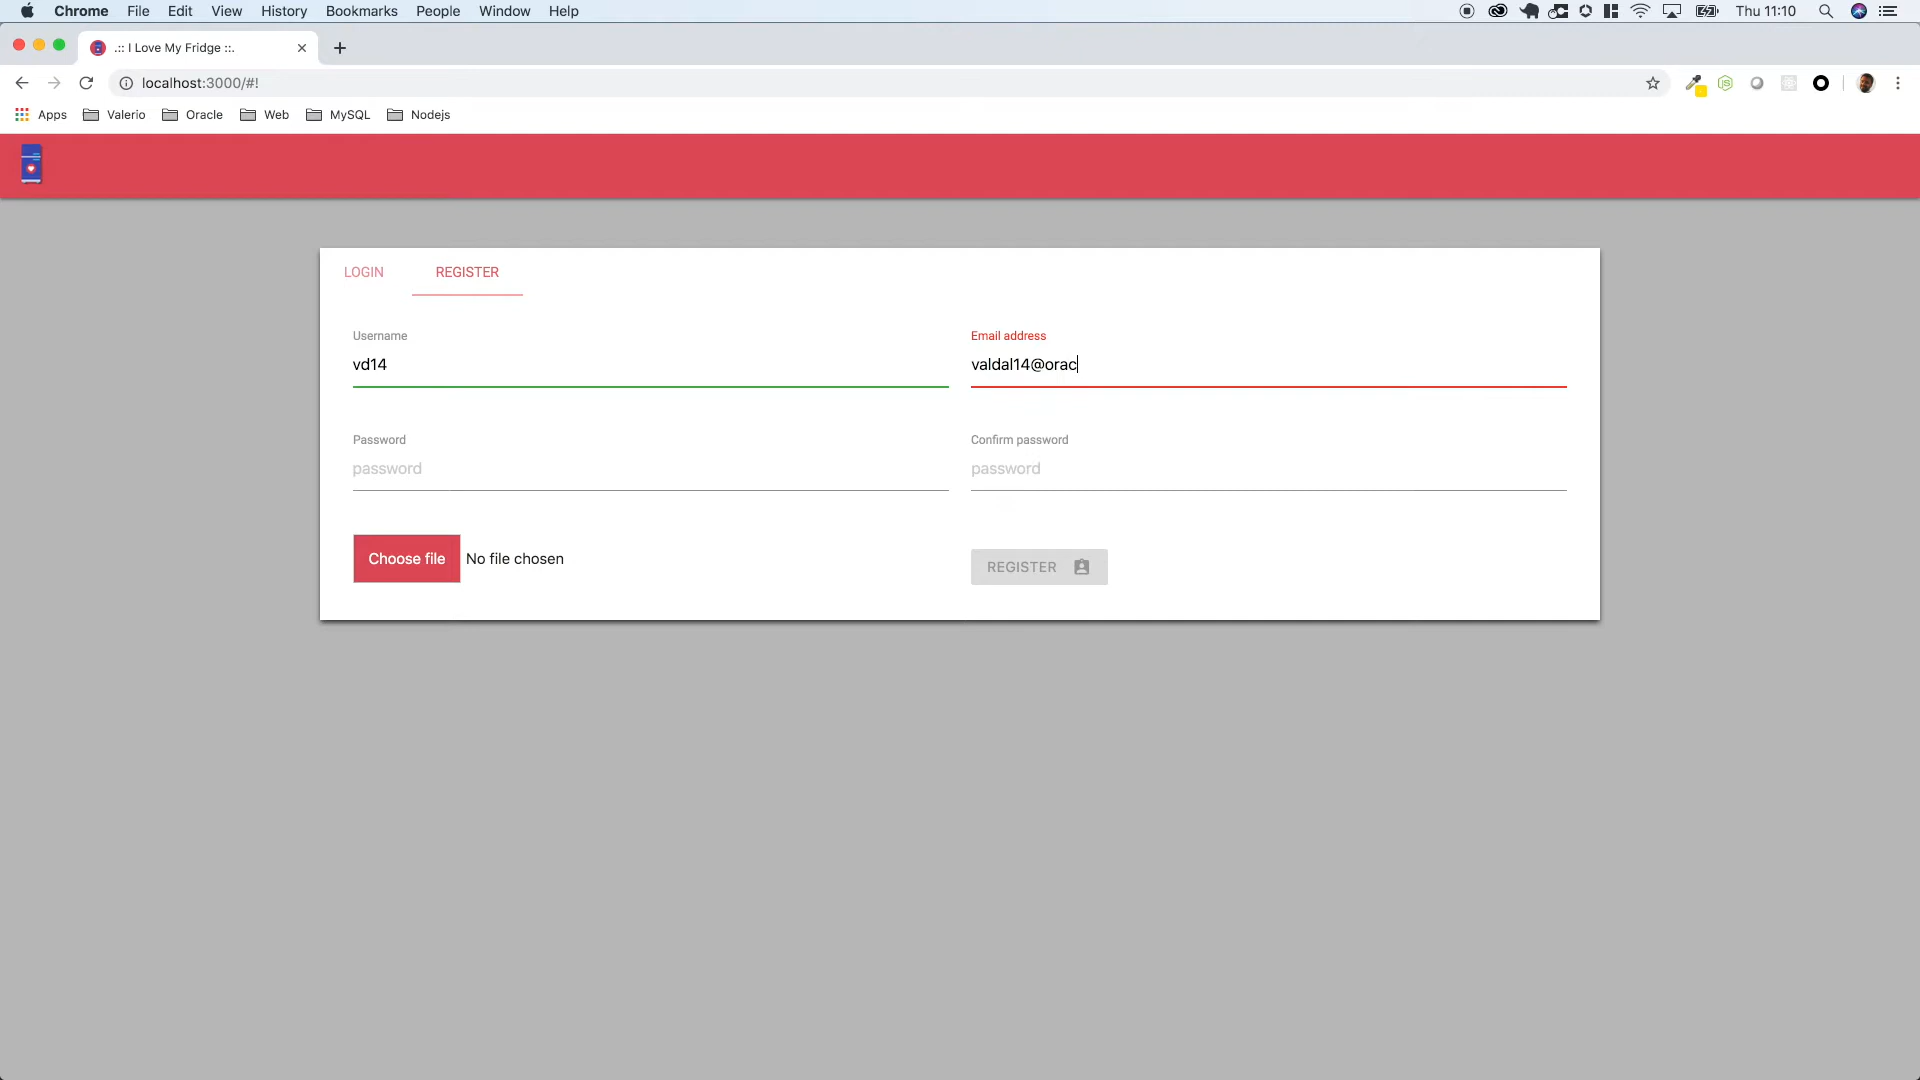 Chrome File Edit View History Bookmarks People Window Help Thu 11:10
.:: I Love My Fridge ::.
localhost:3000/#!
Apps Valerio Oracle Web MySQL Nodejs
LOGIN REGISTER
Username Email address
vd14 valdal14@orac
Password Confirm password
password password
Choose file No file chosen
REGISTER